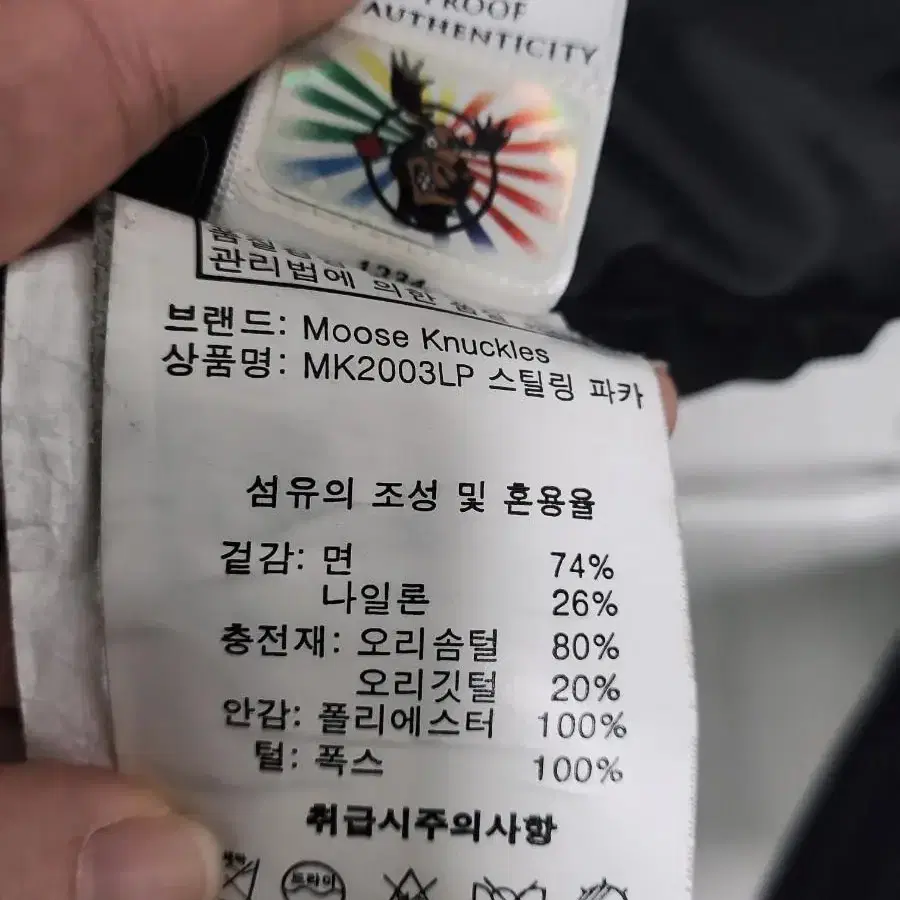 PROOF
AUTHENTICITY
관리법에 의한
브랜드: Moose Knuckles
상품명: MK2003LP 스틸링 파카
섬유의 조성 및 혼용율
겉감: 면 74%
나일론 26%
충전재: 오리솜털 80%
오리깃털 20%
안감: 폴리에스터 100%
털: 폭스 100%
취급시주의사항
드라이